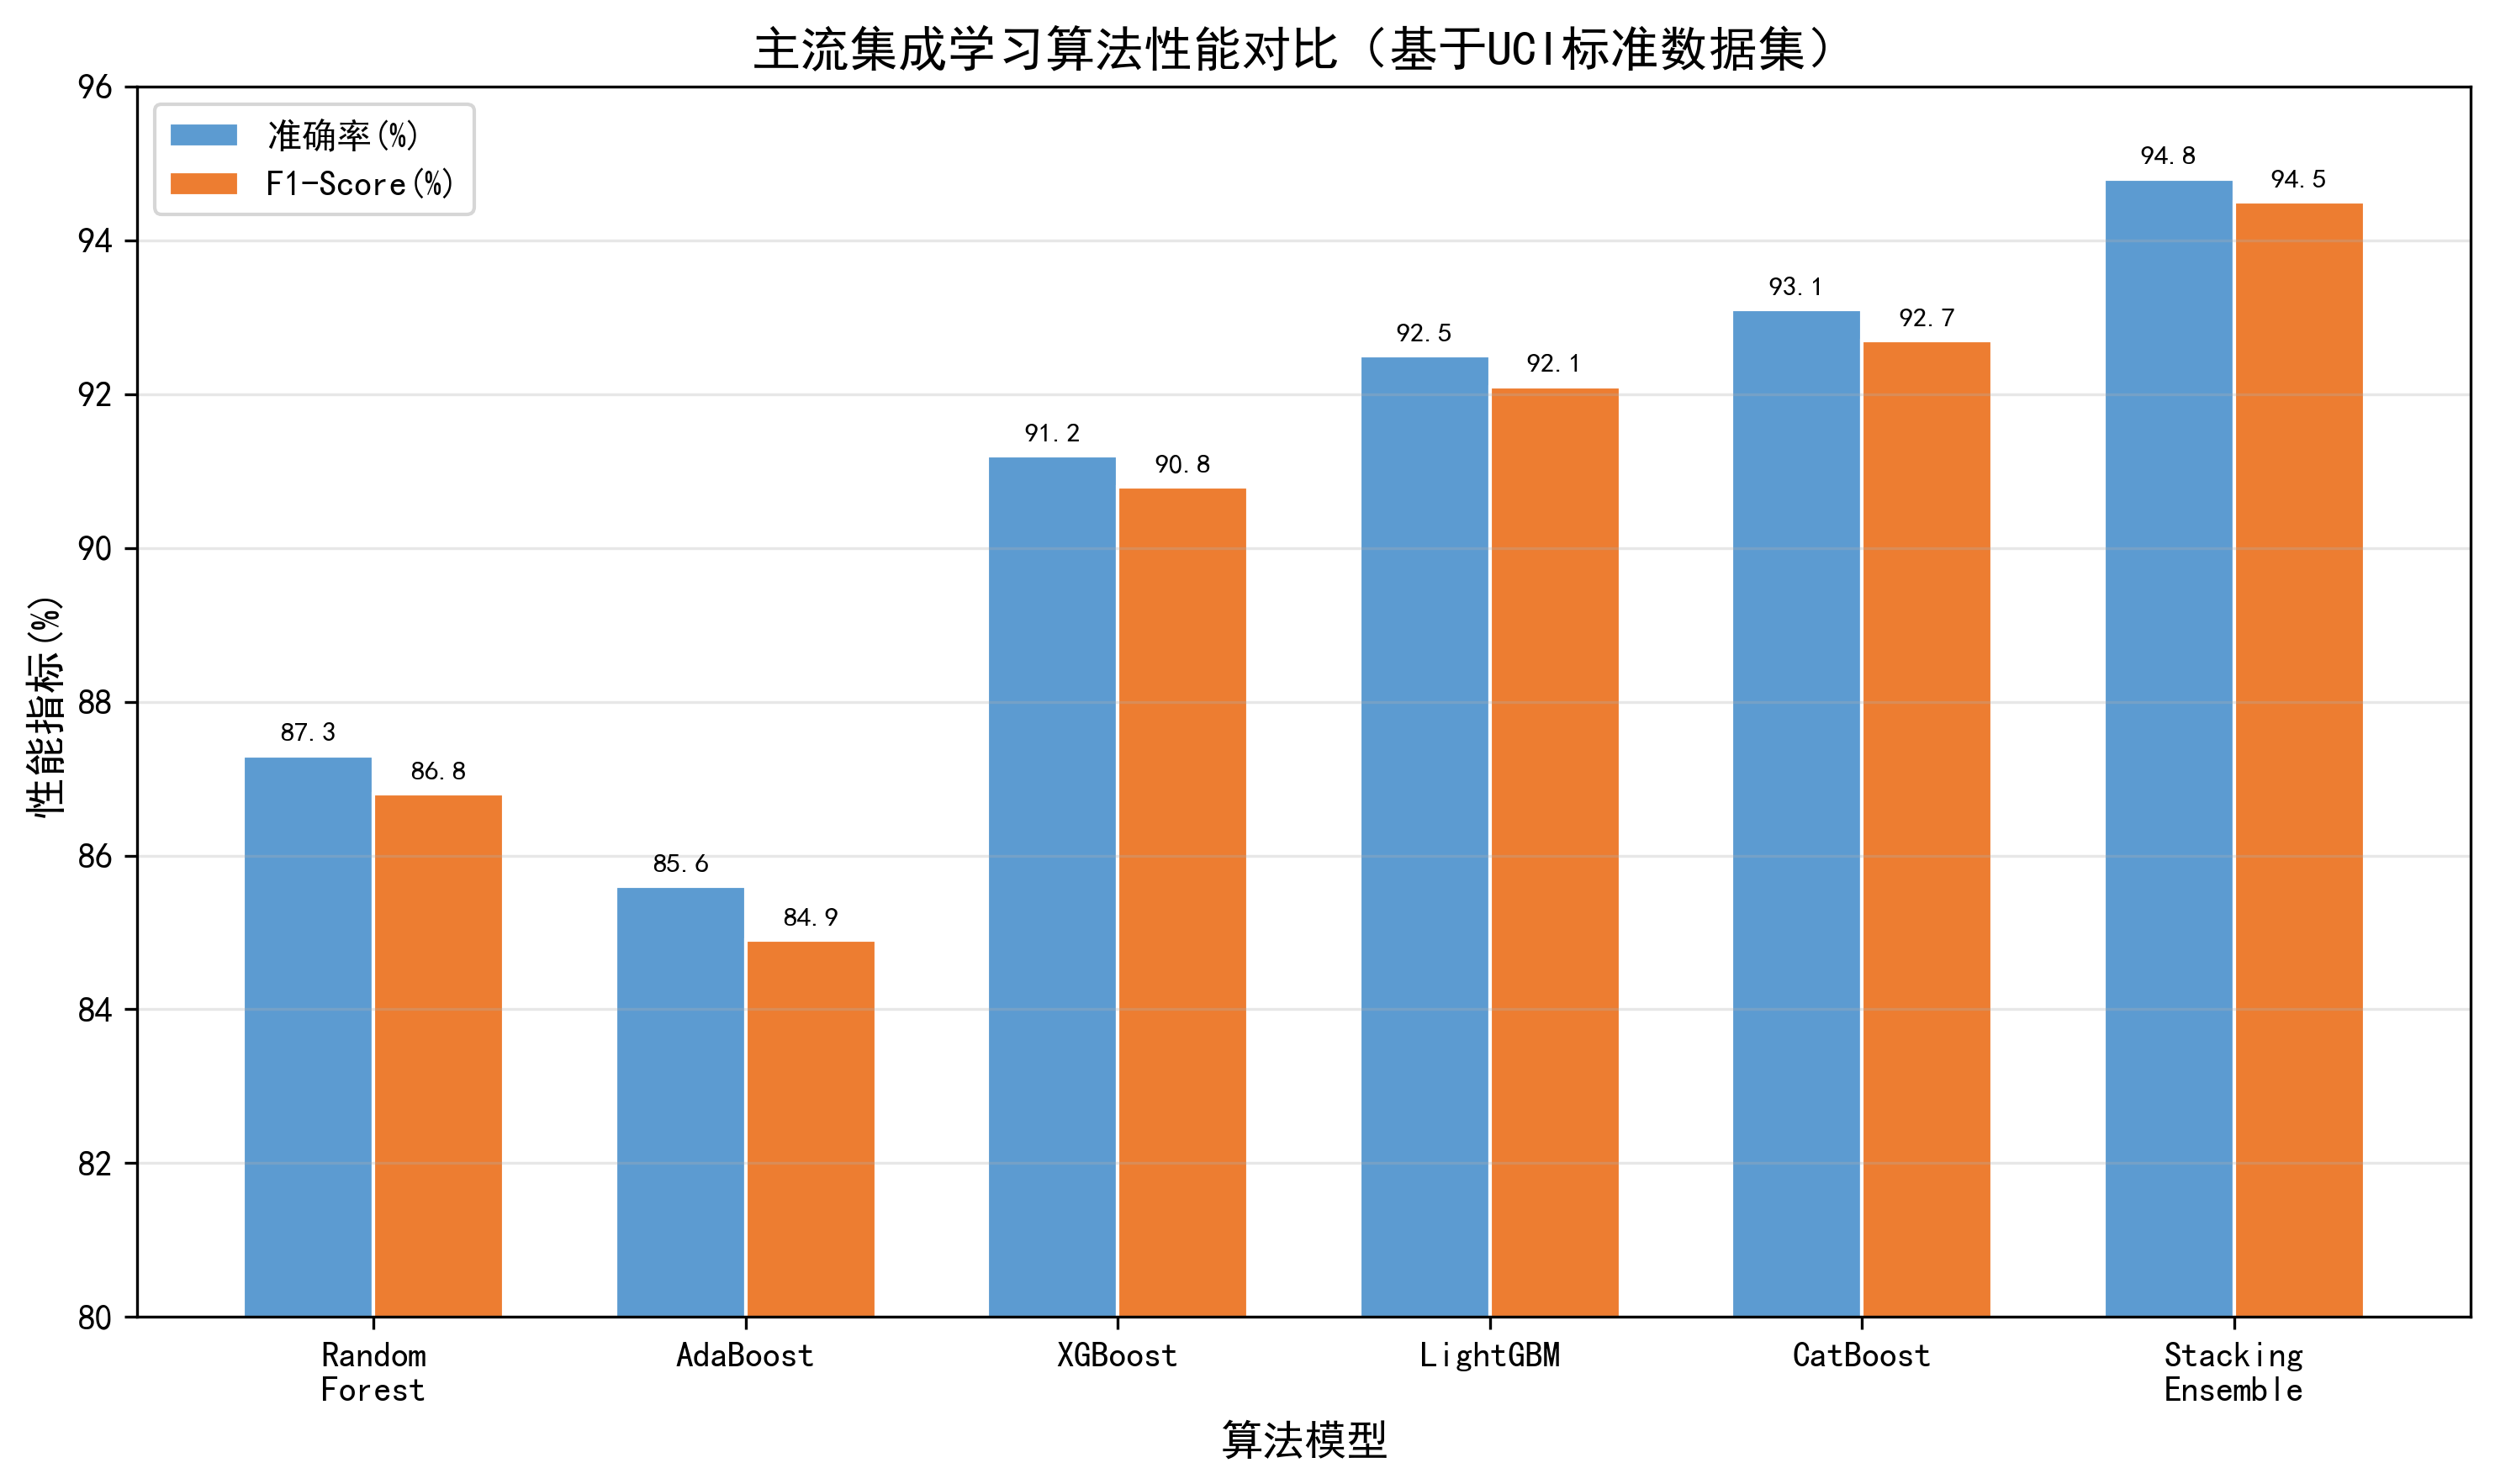 主流集成学习算法性能对比（基于UCI标准数据集）
准确率(%)
F1-Score(%)
性能指标(%)
96
94
92
90
88
86
84
82
80
87.3
86.8
85.6
84.9
91.2
90.8
92.5
92.1
93.1
92.7
94.8
94.5
Random
Forest
AdaBoost
XGBoost
LightGBM
CatBoost
Stacking
Ensemble
算法模型